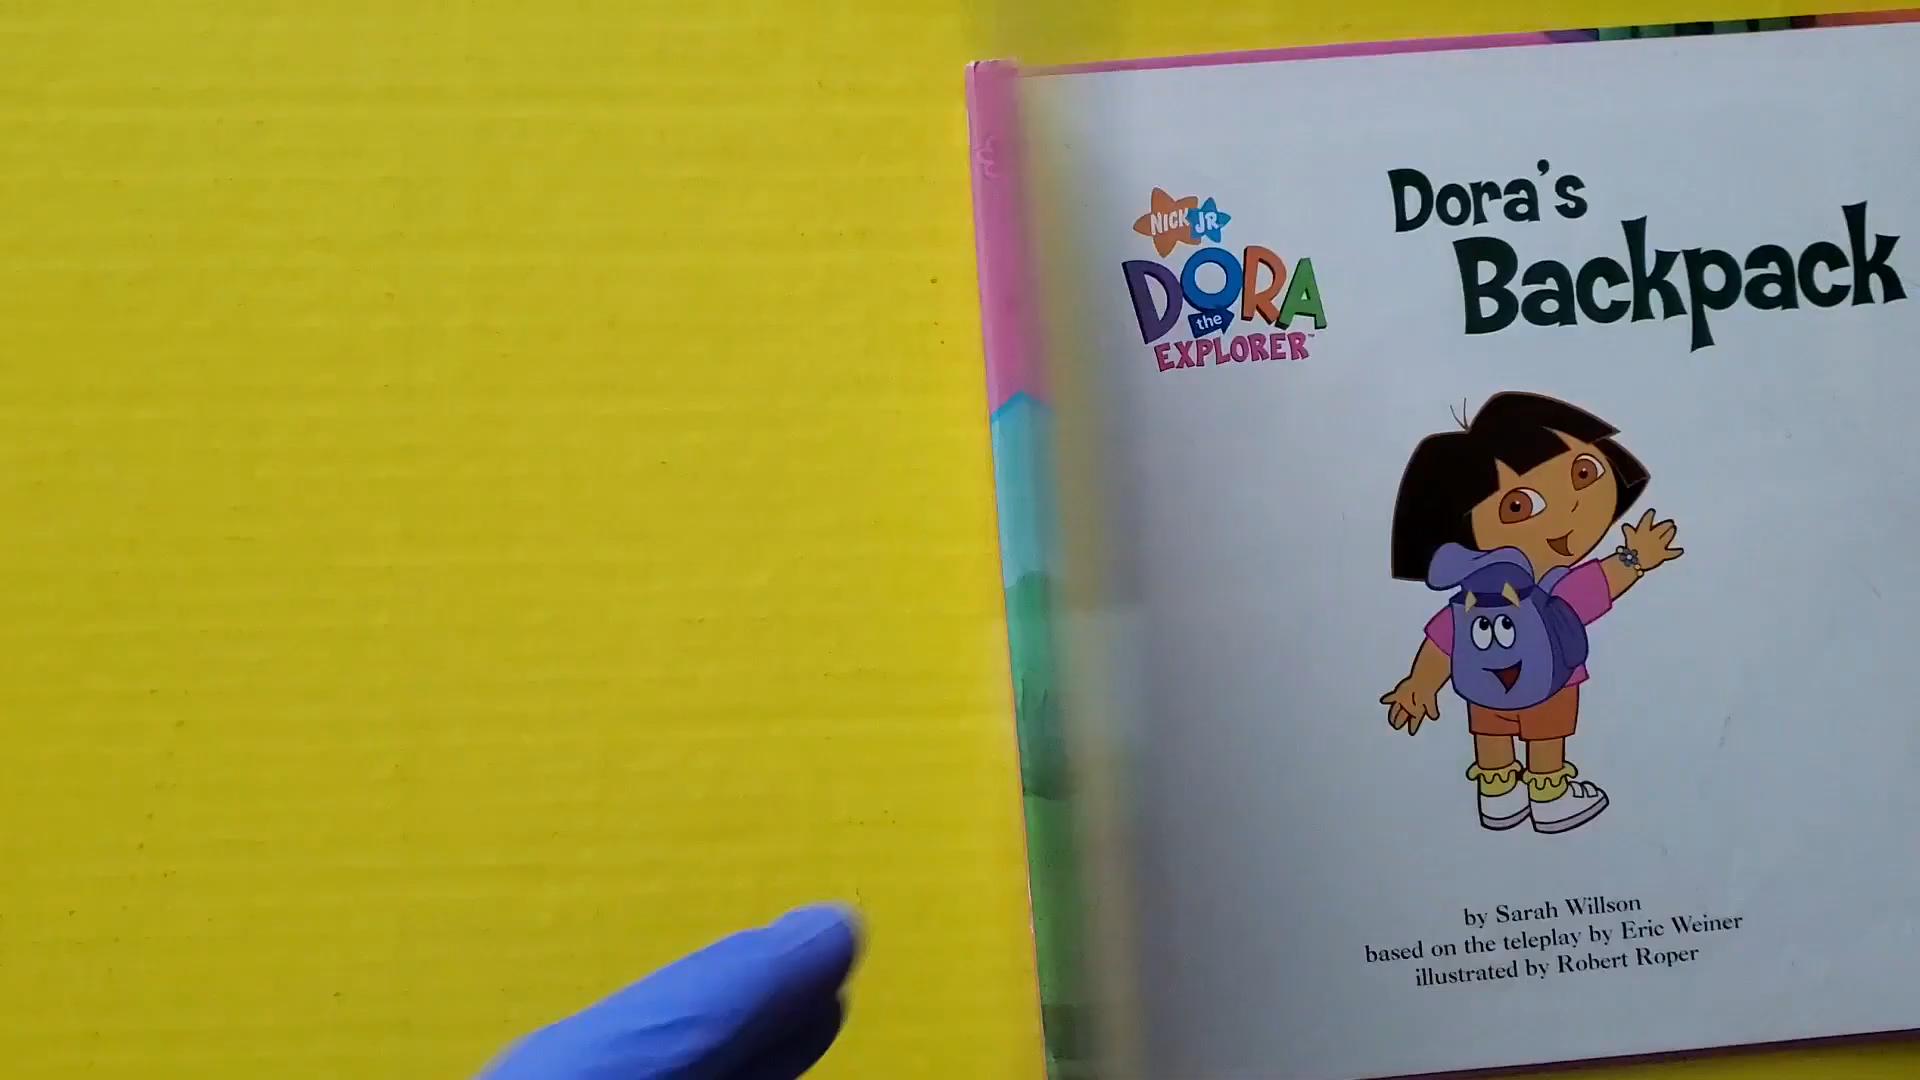 NICK JR
DORA
the
EXPLORER™
Dora's
Backpack
by Sarah Willson
based on the teleplay by Eric Weiner
illustrated by Robert Roper